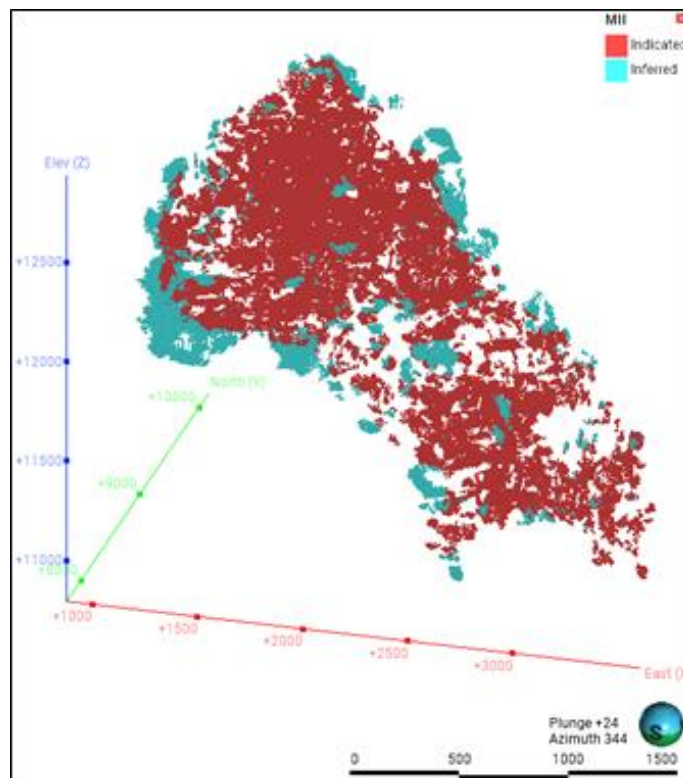 MII
Indicated
Inferred
Elev (Z)
+12500
+12000
North (Y)
+10000
+11500
+9000
+11000
+1000
+1500
+2000
+2500
+3000
East (X
Plunge +24
Azimuth 344
S
0 500 1000 1500